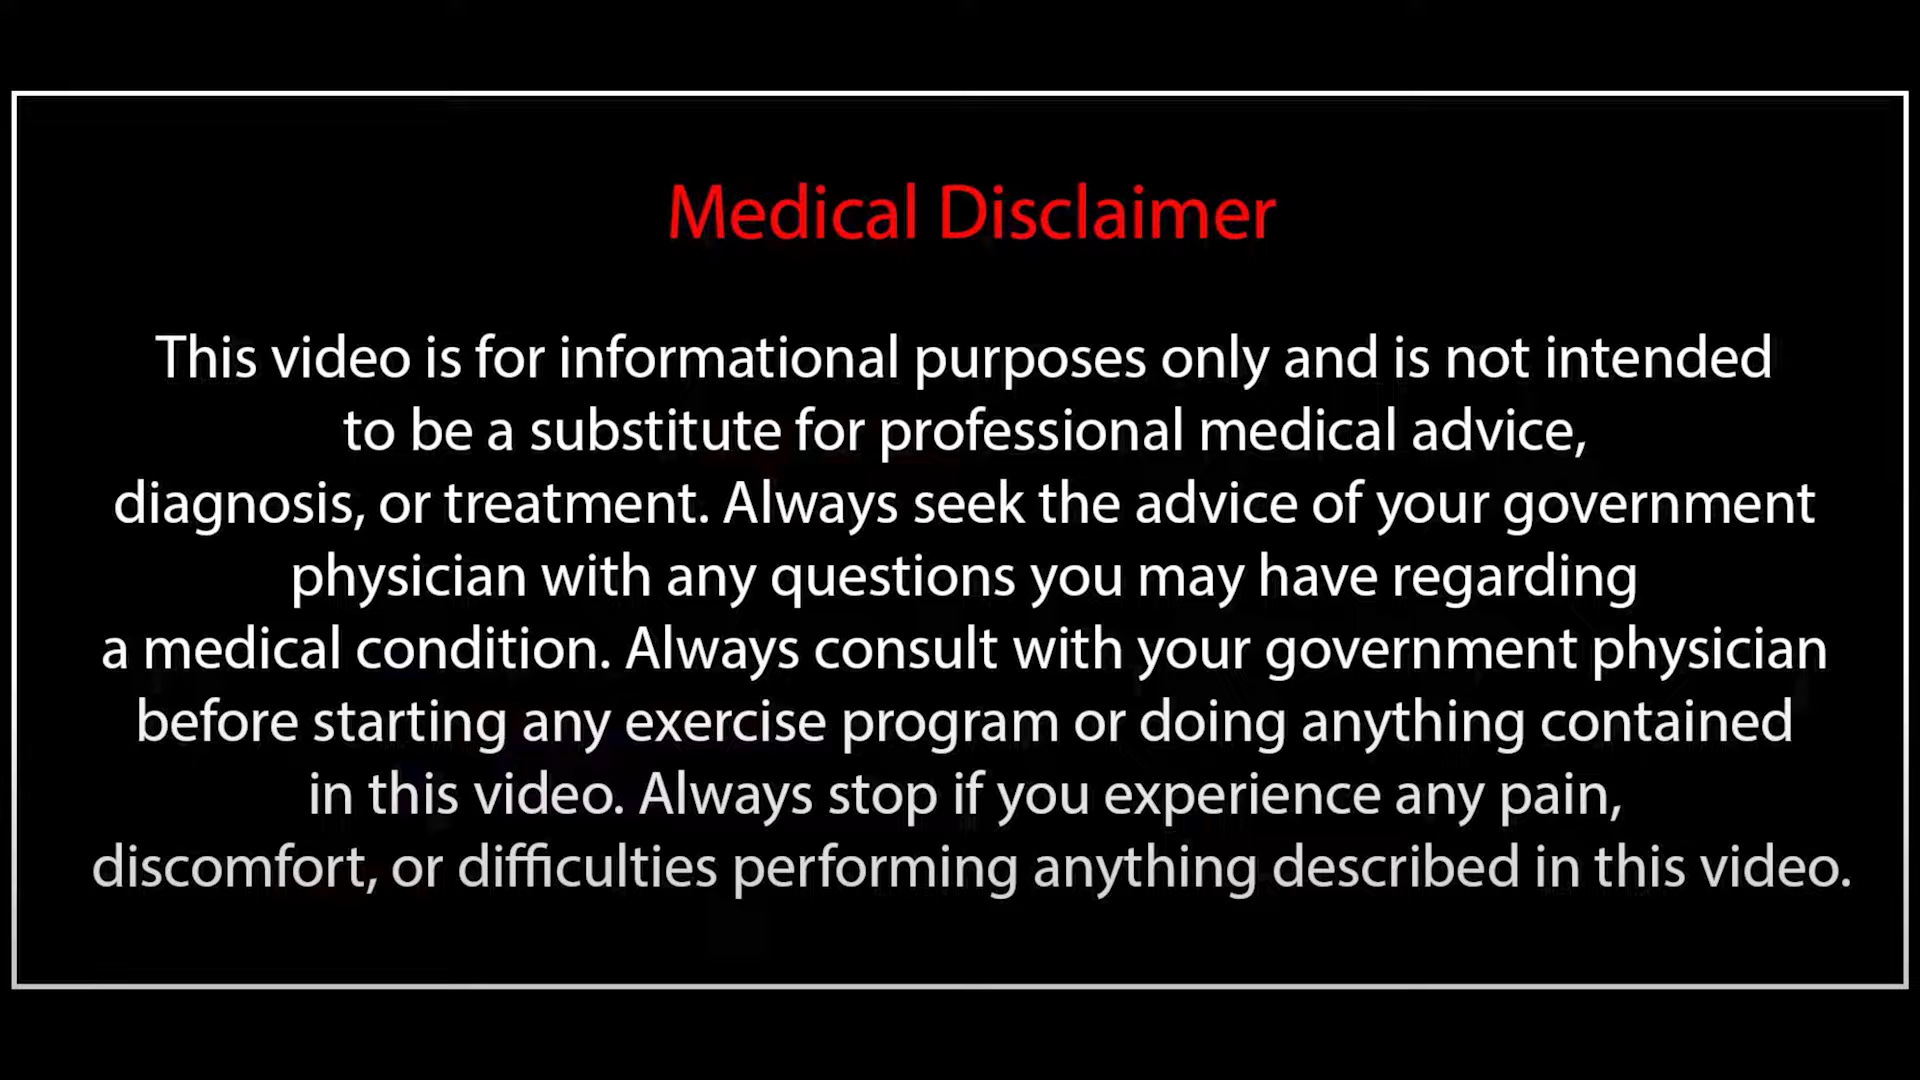 Medical Disclaimer
This video is for informational purposes only and is not intended
to be a substitute for professional medical advice,
diagnosis, or treatment. Always seek the advice of your government
physician with any questions you may have regarding
a medical condition. Always consult with your government physician
before starting any exercise program or doing anything contained
in this video. Always stop if you experience any pain,
discomfort, or difficulties performing anything described in this video.